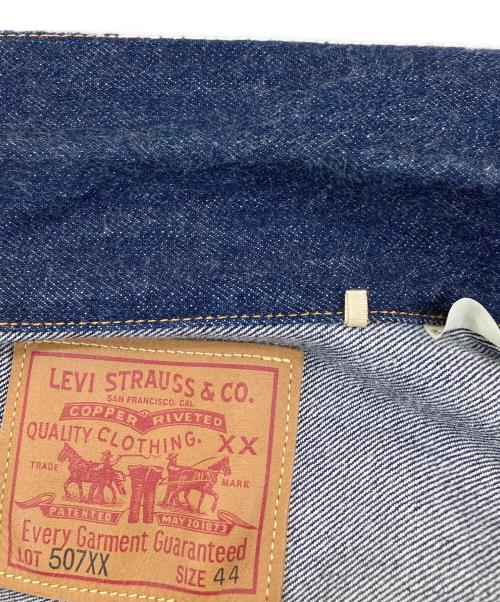 LEVI STRAUSS & CO.
SAN FRANCISCO, CAL.
COPPER RIVETED
QUALITY CLOTHING. XX
TRADE MARK
PATENTED MAY 20 1873
Every Garment Guaranteed
LOT 507XX SIZE 44